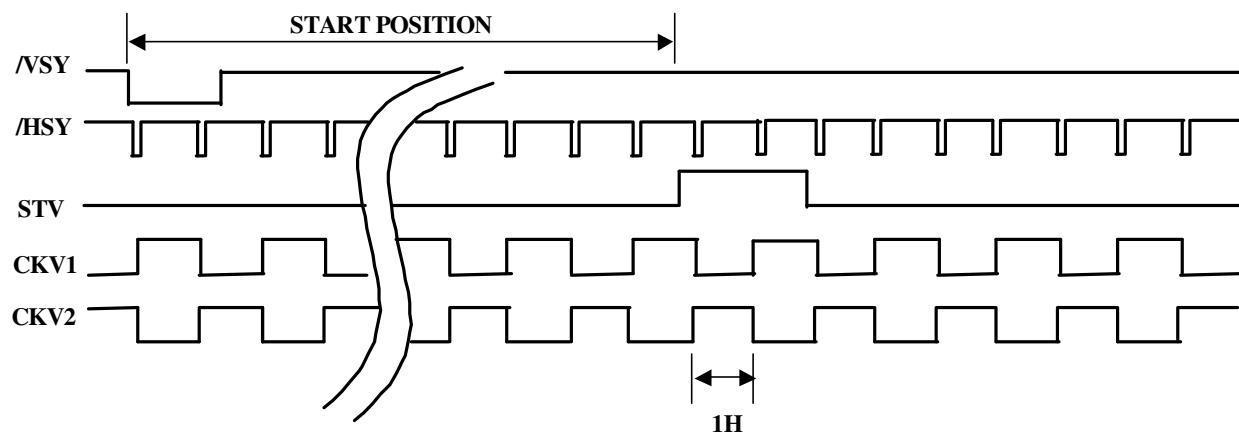 START POSITION
/VSY
/HSY
STV
CKV1
CKV2
1H